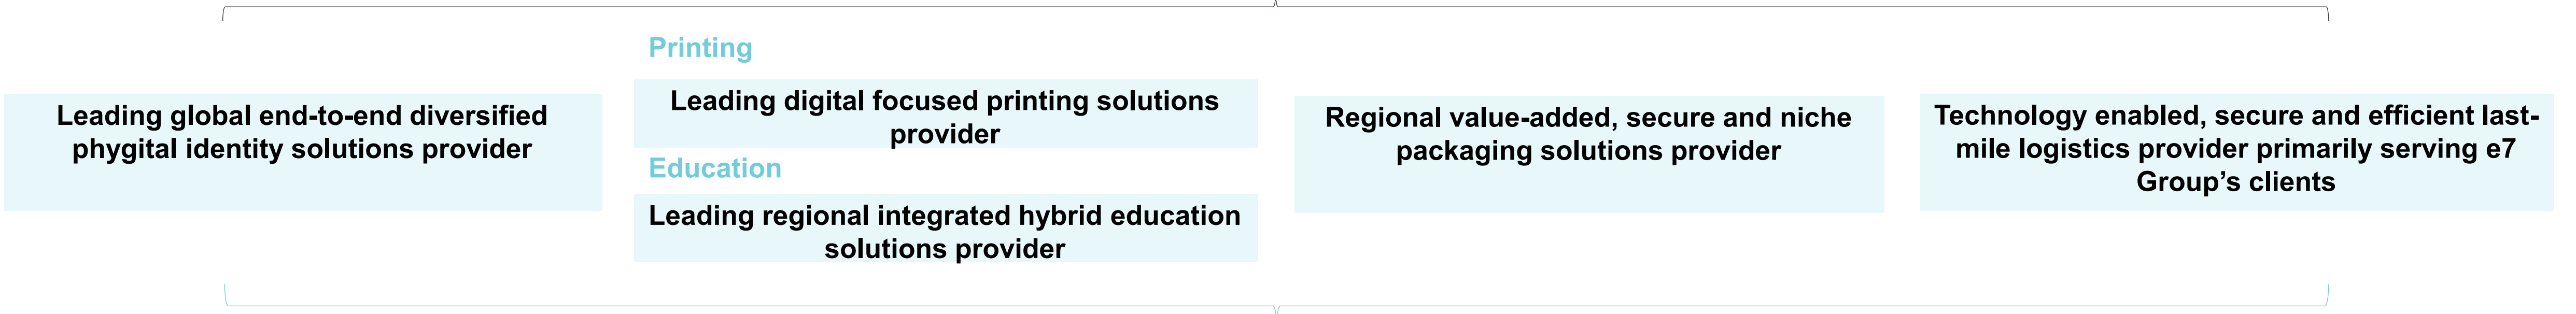 Leading global end-to-end diversified
phygital identity solutions provider
Printing
Leading digital focused printing solutions
provider
Education
Leading regional integrated hybrid education
solutions provider
Regional value-added, secure and niche
packaging solutions provider
Technology enabled, secure and efficient last-
mile logistics provider primarily serving e7
Group’s clients